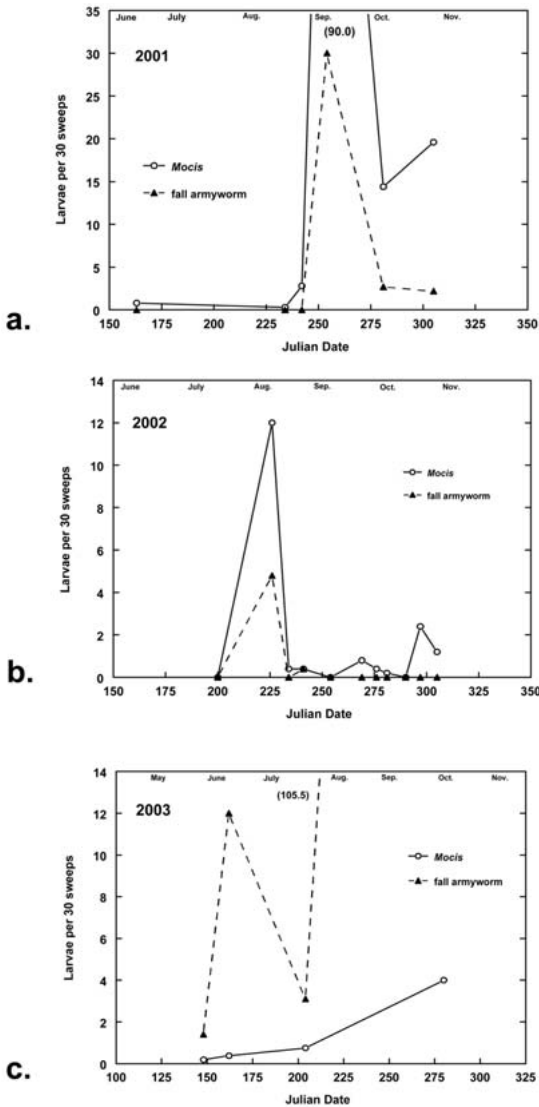 June July Aug. Sep. Oct. Nov.
35
(90.0)
30
2001
25
20
Mocis
15
fall armyworm
10
5
0
Larvae per 30 sweeps
150 175 200 225 250 275 300 325 350
Julian Date
a.
14
June July Aug. Sep. Oct. Nov.
12
2002
10
Mocis
8
fall armyworm
6
4
2
0
Larvae per 30 sweeps
150 175 200 225 250 275 300 325 350
Julian Date
b.
14
May June July Aug. Sep. Oct. Nov.
(105.5)
2003
12
10
Mocis
fall armyworm
8
6
4
2
0
Larvae per 30 sweeps
100 125 150 175 200 225 250 275 300 325
Julian Date
c.